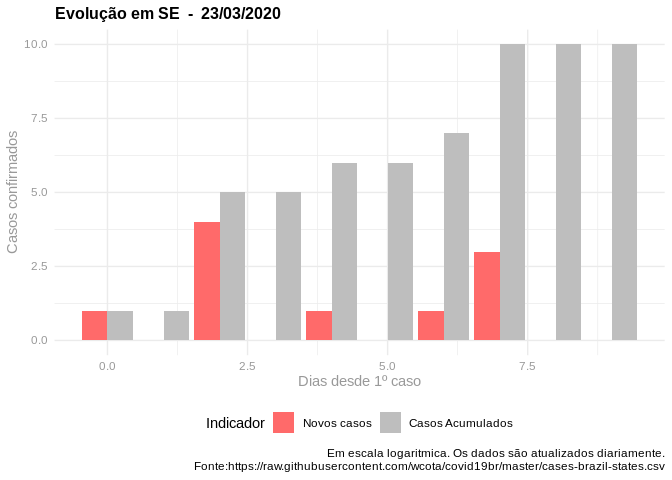 Evolução em SE  -  23/03/2020
10.0
7.5
5.0
2.5
0.0
Casos confirmados
0.0
2.5
5.0
7.5
Dias desde 1º caso
Indicador
Novos casos
Casos Acumulados
Em escala logaritmica. Os dados são atualizados diariamente.
Fonte:https://raw.githubusercontent.com/wcota/covid19br/master/cases-brazil-states.csv